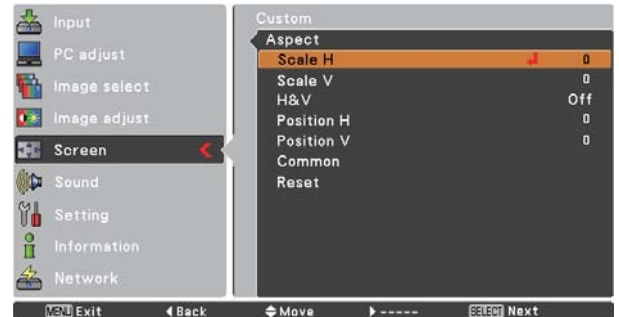 Input
PC adjust
Image select
Image adjust
Screen
Sound
Setting
Information
Network
Custom
Aspect
Scale H 0
Scale V 0
H&V Off
Position H 0
Position V 0
Common
Reset
MENU Exit Back Move ----- SELECT Next